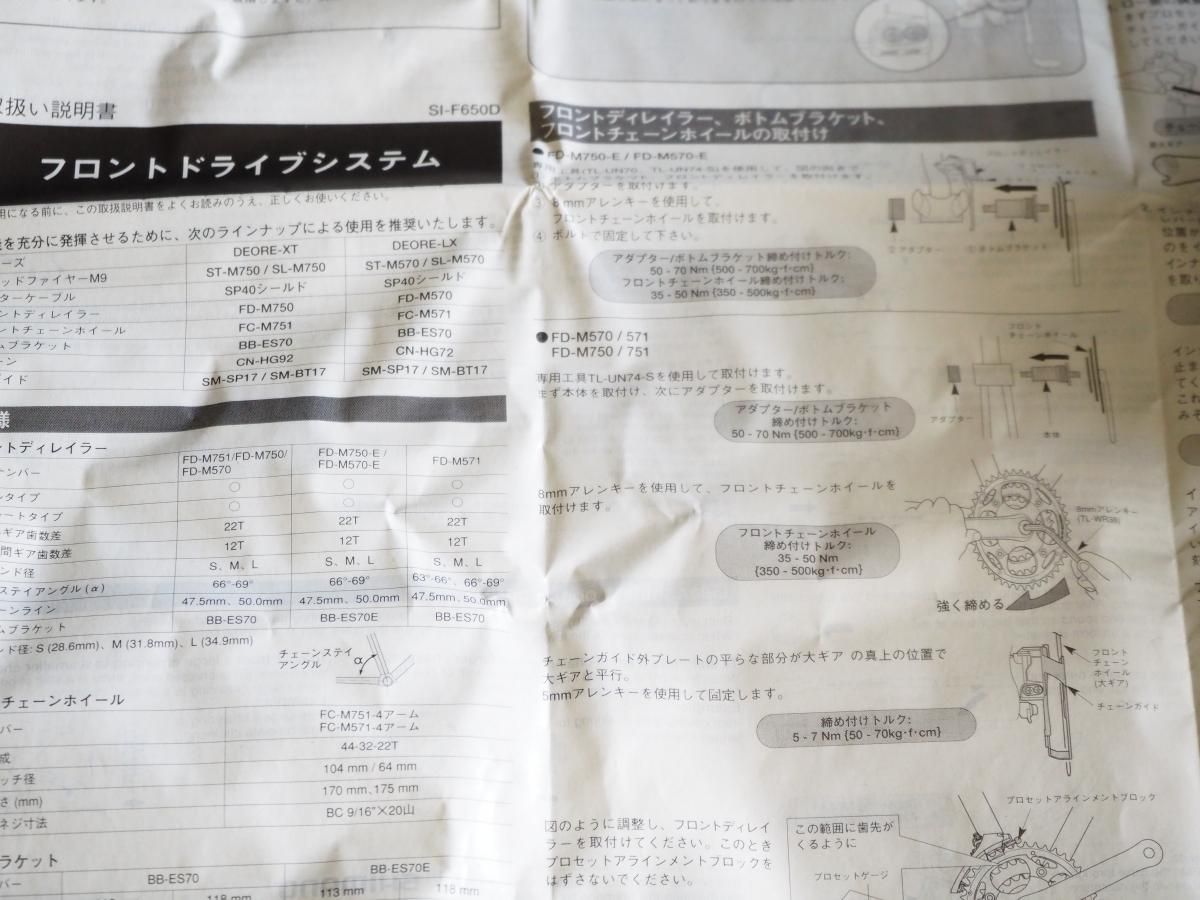 取扱い説明書
SI-F650D
フロントドライブシステム
用になる前に、この取扱説明書をよくお読みのうえ、正しくお使いください。
を充分に発揮させるために、次のラインナップによる使用を推奨いたします。
ーズ DEORE-XT DEORE-LX
ッドファイヤーM9 ST-M750 / SL-M750 ST-M570 / SL-M570
ターケーブル SP40シールド SP40シールド
ントディレイラー FD-M750 FD-M570
ントチェーンホイール FC-M751 FC-M571
ムブラケット BB-ES70 BB-ES70
ーン CN-HG92 CN-HG72
イド SM-SP17 / SM-BT17 SM-SP17 / SM-BT17
様
ントディレイラー
ナンバー FD-M751/FD-M750/ FD-M570 FD-M750-E / FD-M570-E FD-M571
ルタイプ ○ ○ ○
ートタイプ ○ ○ ○
ギア歯数差 22T 22T 22T
間ギア歯数差 12T 12T 12T
ンド径 S、M、L S、M、L S、M、L
ステイアングル (α) 66°-69° 66°-69° 63°-66°、66°-69°
ーンライン 47.5mm、50.0mm 47.5mm、50.0mm 47.5mm、50.0mm
ムブラケット BB-ES70 BB-ES70E BB-ES70
ンド径: S (28.6mm)、M (31.8mm)、L (34.9mm)
チェーンステイ
アングル
α
チェーンホイール
バー FC-M751-4アーム FC-M571-4アーム
成 44-32-22T
ッチ径 104 mm / 64 mm
さ (mm) 170 mm、175 mm
ネジ寸法 BC 9/16"×20山
ラケット
バー BB-ES70 BB-ES70E
118 mm 113 mm 118 mm
フロントディレイラー、ボトムブラケット、
フロントチェーンホイールの取付け
● FD-M750-E / FD-M570-E
アダプターを取付けます。
③ 8mmアレンキーを使用して、
フロントチェーンホイールを取付けます。
④ ボルトで固定して下さい。
アダプター/ボトムブラケット締め付けトルク:
50 - 70 Nm {500 - 700kg・f・cm}
フロントチェーンホイール締め付けトルク:
35 - 50 Nm {350 - 500kg・f・cm}
② アダプター
① ボトムブラケット
● FD-M570 / 571
FD-M750 / 751
専用工具TL-UN74-Sを使用して取付けます。
まず本体を取付け、次にアダプターを取付けます。
アダプター/ボトムブラケット
締め付けトルク:
50 - 70 Nm {500 - 700kg・f・cm}
フロント
チェーンホイール
アダプター
本体
8mmアレンキーを使用して、フロントチェーンホイールを
取付けます。
フロントチェーンホイール
締め付けトルク:
35 - 50 Nm
{350 - 500kg・f・cm}
8mmアレンキー
(TL-WR38)
強く締める
チェーンガイド外プレートの平らな部分が大ギア の真上の位置で
大ギアと平行。
5mmアレンキーを使用して固定します。
締め付けトルク:
5 - 7 Nm {50 - 70kg・f・cm}
フロント
チェーン
ホイール
(大ギア)
チェーンガイド
図のように調整し、フロントディレイ
ラーを取付けてください。このとき
プロセットアラインメントブロックを
はずさないでください。
この範囲に歯先が
くるように
プロセットアラインメントブロック
プロセットゲージ